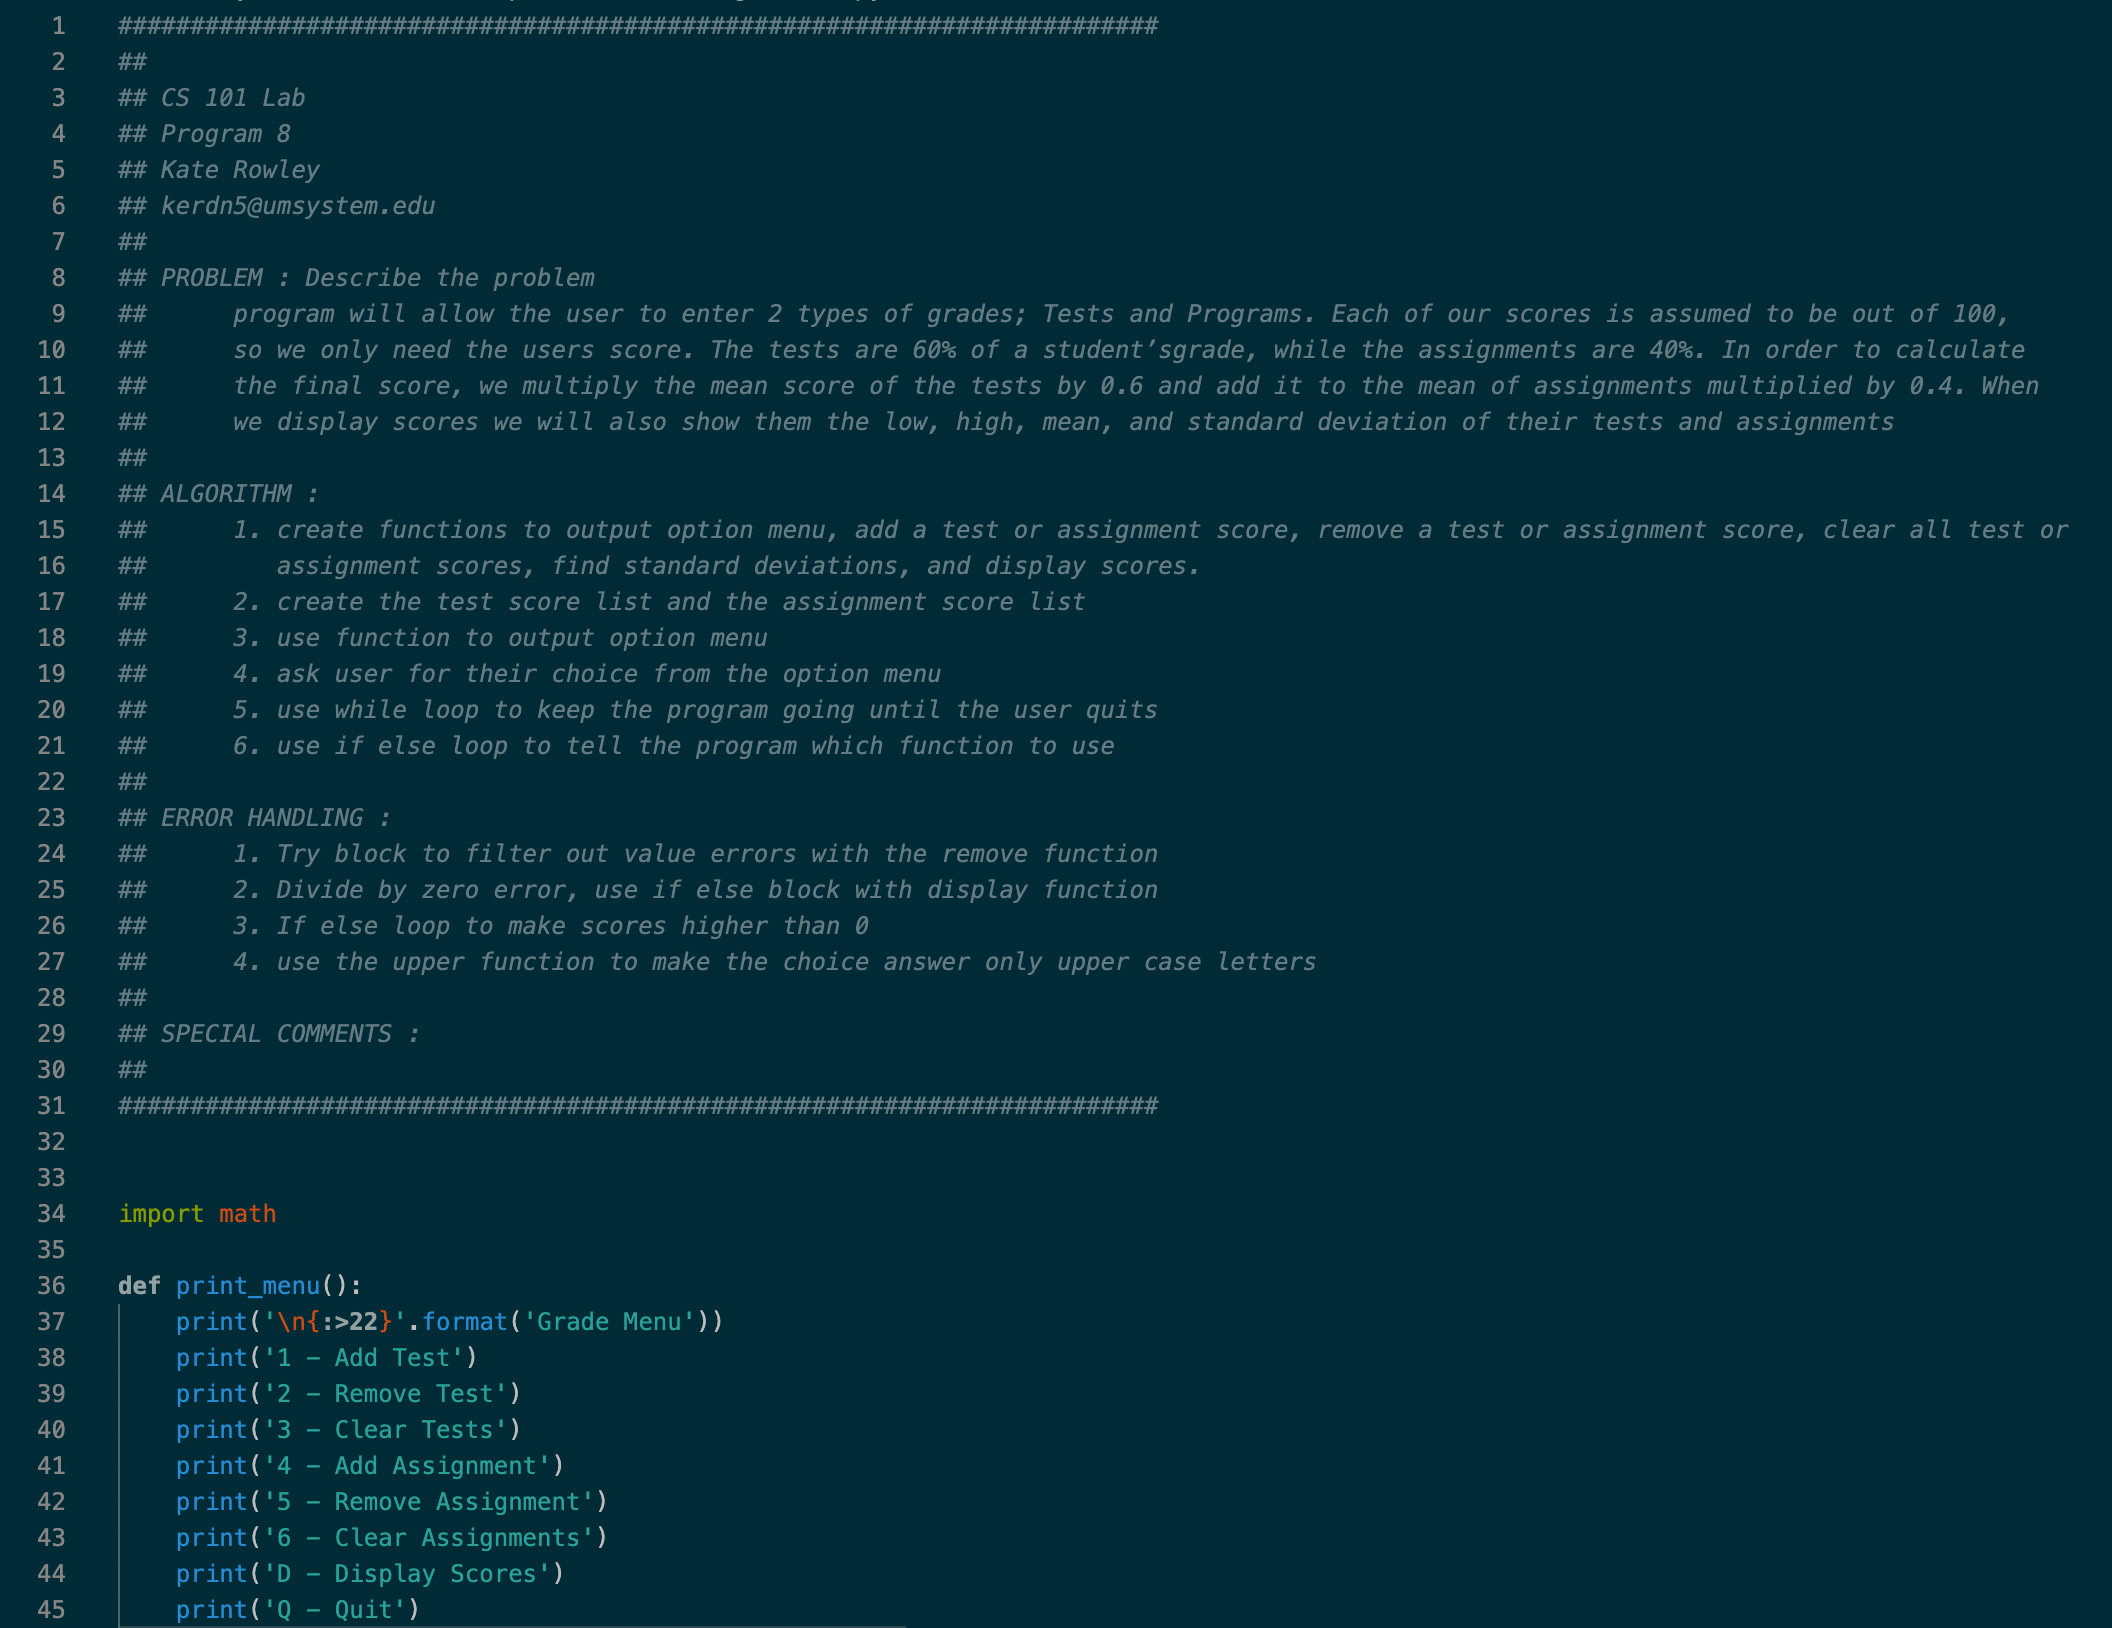 1 ########################################################################
2 ##
3 ## CS 101 Lab
4 ## Program 8
5 ## Kate Rowley
6 ## kerdn5@umsystem.edu
7 ##
8 ## PROBLEM : Describe the problem
9 ##      program will allow the user to enter 2 types of grades; Tests and Programs. Each of our scores is assumed to be out of 100,
10 ##      so we only need the users score. The tests are 60% of a student’sgrade, while the assignments are 40%. In order to calculate
11 ##      the final score, we multiply the mean score of the tests by 0.6 and add it to the mean of assignments multiplied by 0.4. When
12 ##      we display scores we will also show them the low, high, mean, and standard deviation of their tests and assignments
13 ##
14 ## ALGORITHM :
15 ##      1. create functions to output option menu, add a test or assignment score, remove a test or assignment score, clear all test or
16 ##         assignment scores, find standard deviations, and display scores.
17 ##      2. create the test score list and the assignment score list
18 ##      3. use function to output option menu
19 ##      4. ask user for their choice from the option menu
20 ##      5. use while loop to keep the program going until the user quits
21 ##      6. use if else loop to tell the program which function to use
22 ##
23 ## ERROR HANDLING :
24 ##      1. Try block to filter out value errors with the remove function
25 ##      2. Divide by zero error, use if else block with display function
26 ##      3. If else loop to make scores higher than 0
27 ##      4. use the upper function to make the choice answer only upper case letters
28 ##
29 ## SPECIAL COMMENTS :
30 ##
31 ########################################################################
32
33
34 import math
35
36 def print_menu():
37     print('\n{:>22}'.format('Grade Menu'))
38     print('1 - Add Test')
39     print('2 - Remove Test')
40     print('3 - Clear Tests')
41     print('4 - Add Assignment')
42     print('5 - Remove Assignment')
43     print('6 - Clear Assignments')
44     print('D - Display Scores')
45     print('Q - Quit')